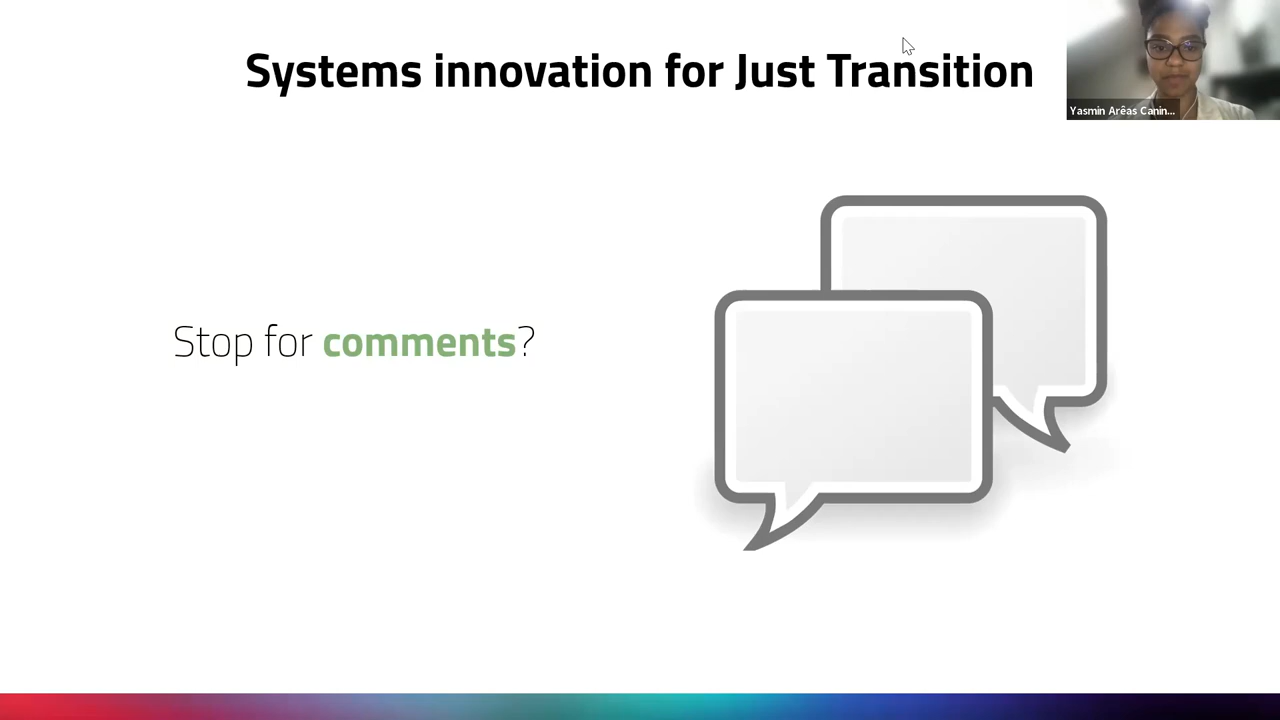 Systems innovation for Just Transition
Yasmin Arêas Canin...
Stop for comments?